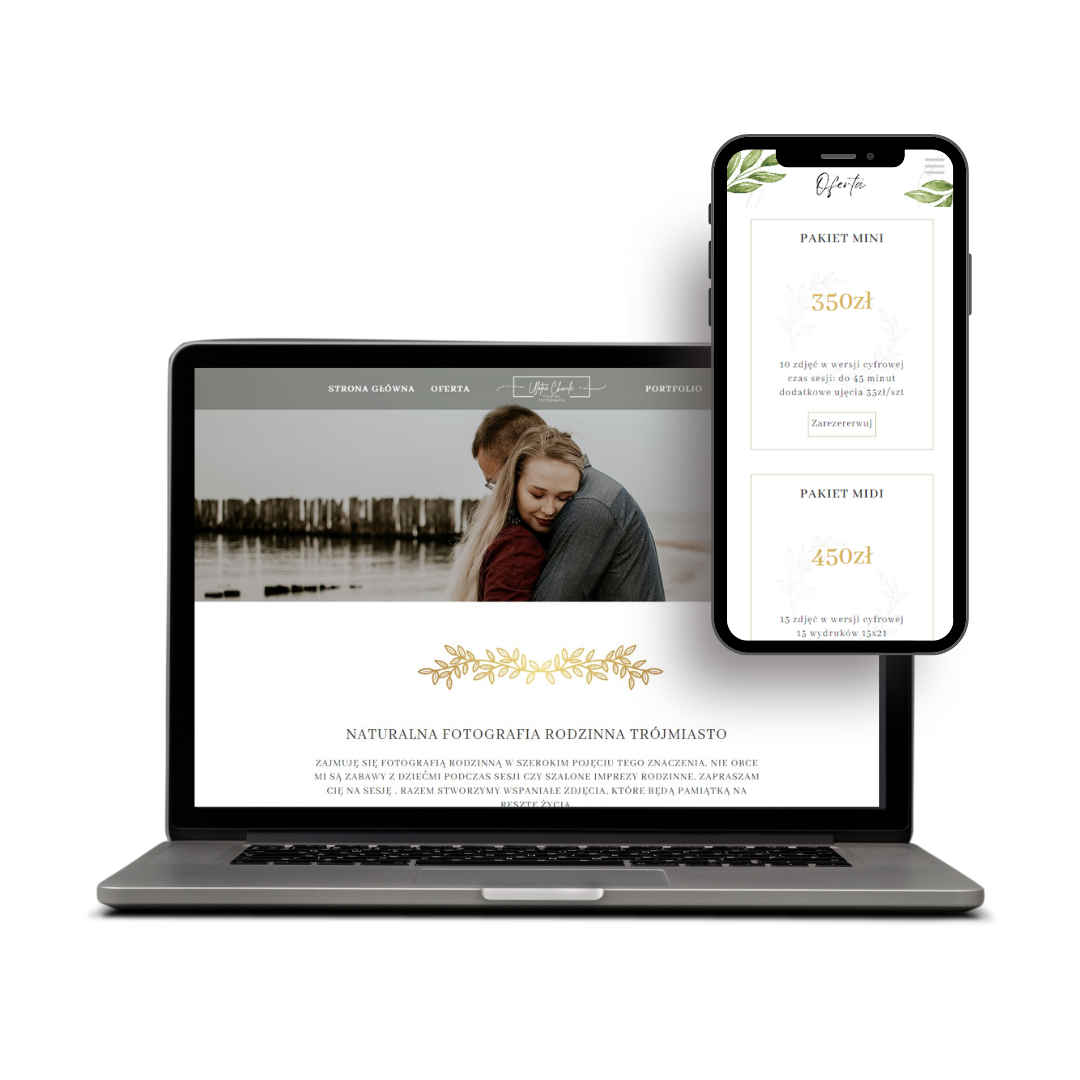 STRONA GŁÓWNA OFERTA
PORTFOLIO
NATURALNA FOTOGRAFIA RODZINNA TRÓJMIASTO
ZAJMUJĘ SIĘ FOTOGRAFIĄ RODZINNĄ W SZEROKIM POJĘCIU TEGO ZNACZENIA. NIE OBCE
MI SĄ ZABAWY Z DZIEĆMI PODCZAS SESJI CZY SZALONE IMPREZY RODZINNE. ZAPRASZAM
CIĘ NA SESJĘ . RAZEM STWORZYMY WSPANIAŁE ZDJĘCIA, KTÓRE BĘDĄ PAMIĄTKĄ NA
RESZTĘ ŻYCIA
Oferta
PAKIET MINI
350zł
10 zdjęć w wersji cyfrowej
czas sesji: do 45 minut
dodatkowe ujęcia 35zł/szt
Zarezererwuj
PAKIET MIDI
450zł
15 zdjęć w wersji cyfrowej
15 wydruków 15x21